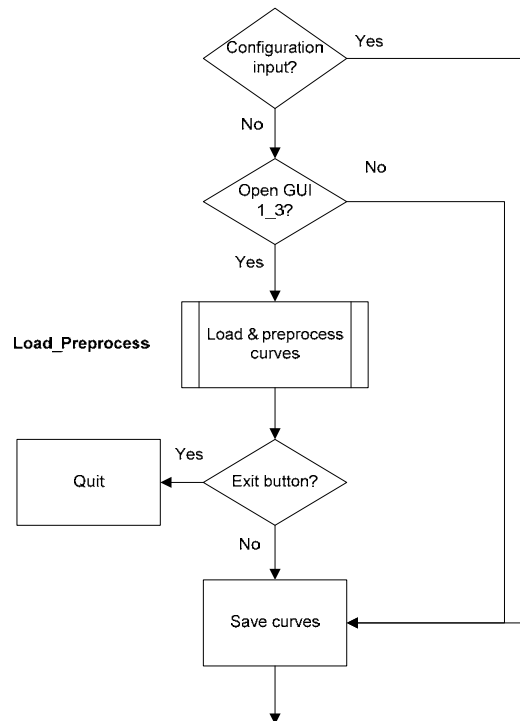 Configuration
input?
Yes
No
No
Open GUI
1_3?
Yes
Load_Preprocess
Load & preprocess
curves
Yes
Quit
Exit button?
No
Save curves